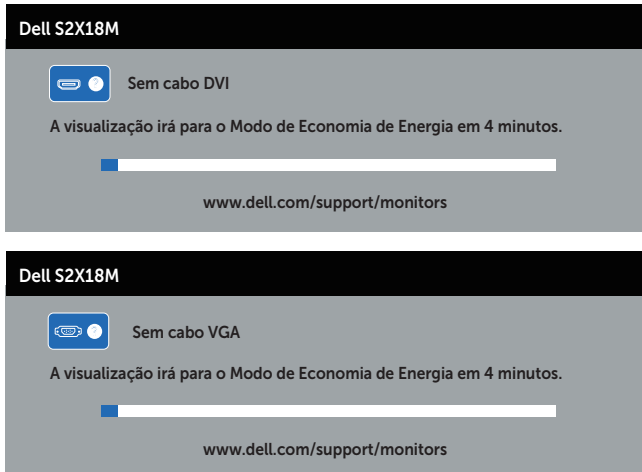 Dell S2X18M
Sem cabo DVI
A visualização irá para o Modo de Economia de Energia em 4 minutos.
www.dell.com/support/monitors
Dell S2X18M
Sem cabo VGA
A visualização irá para o Modo de Economia de Energia em 4 minutos.
www.dell.com/support/monitors